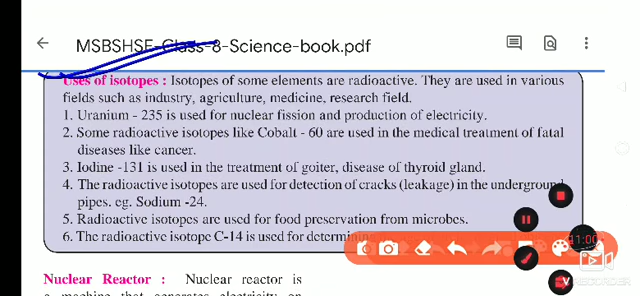 MSBSHSE-Class-8-Science-book.pdf
Uses of isotopes : Isotopes of some elements are radioactive. They are used in various
fields such as industry, agriculture, medicine, research field.
1. Uranium - 235 is used for nuclear fission and production of electricity.
2. Some radioactive isotopes like Cobalt - 60 are used in the medical treatment of fatal
diseases like cancer.
3. Iodine -131 is used in the treatment of goiter, disease of thyroid gland.
4. The radioactive isotopes are used for detection of cracks (leakage) in the underground
pipes. eg. Sodium -24.
5. Radioactive isotopes are used for food preservation from microbes.
6. The radioactive isotope C-14 is used for determining
11:00
RECORDER
Nuclear Reactor : Nuclear reactor is
a machine that generates electricity on